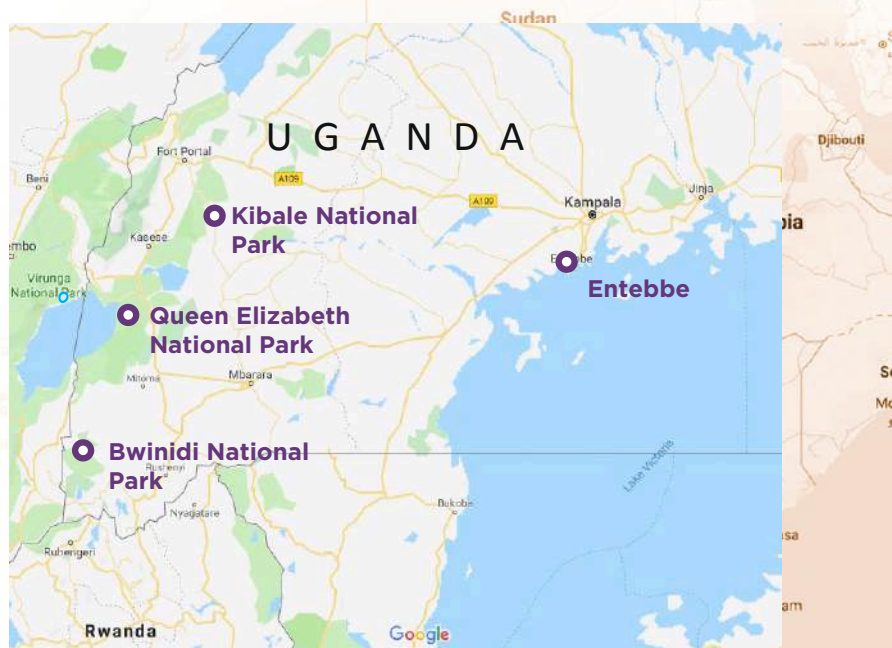 Sudan
Djibouti
UGANDA
Fort Portal
A109
Beni
Jinja
Kampala
A109
Kibale National
Park
Kasese
Entebbe
Virunga
National Park
Queen Elizabeth
National Park
Mitoma
Mbarara
Bwinidi National
Park
Rushenyi
Lake Victoria
Nyagatare
Bukoba
Ruhengeri
Rwanda
Google